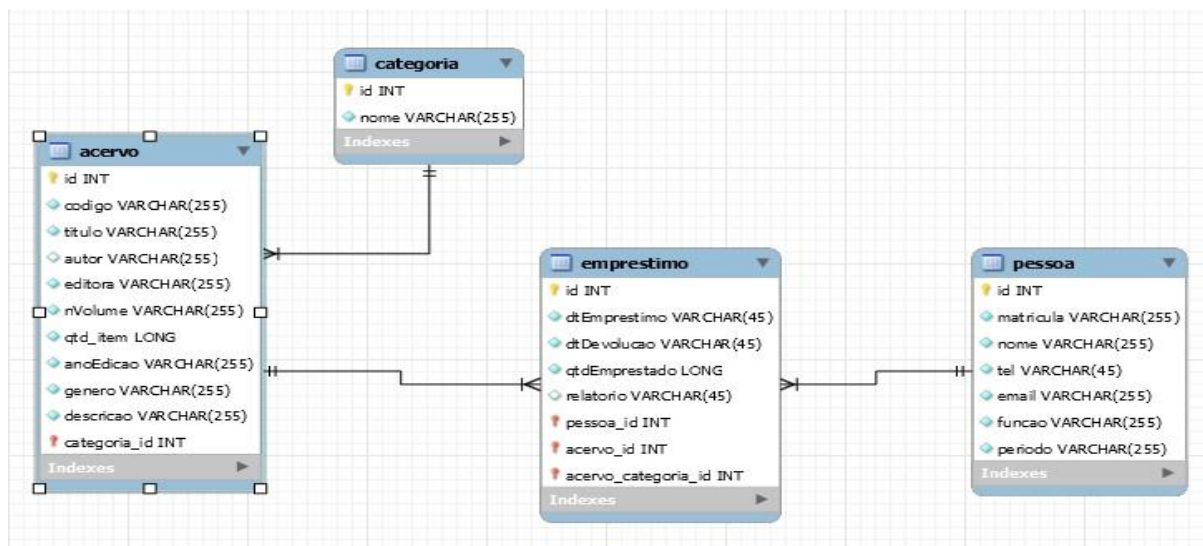 categoria
id INT
nome VARCHAR(255)
Indexes
acervo
id INT
codigo VARCHAR(255)
titulo VARCHAR(255)
autor VARCHAR(255)
editora VARCHAR(255)
nVolume VARCHAR(255)
qtd_item LONG
anoEdicao VARCHAR(255)
genero VARCHAR(255)
descricao VARCHAR(255)
categoria_id INT
Indexes
emprestimo
id INT
dtEmprestimo VARCHAR(45)
dtDevolucao VARCHAR(45)
qtdEmprestado LONG
relatorio VARCHAR(45)
pessoa_id INT
acervo_id INT
acervo_categoria_id INT
Indexes
pessoa
id INT
matricula VARCHAR(255)
nome VARCHAR(255)
tel VARCHAR(45)
email VARCHAR(255)
funcao VARCHAR(255)
periodo VARCHAR(255)
Indexes